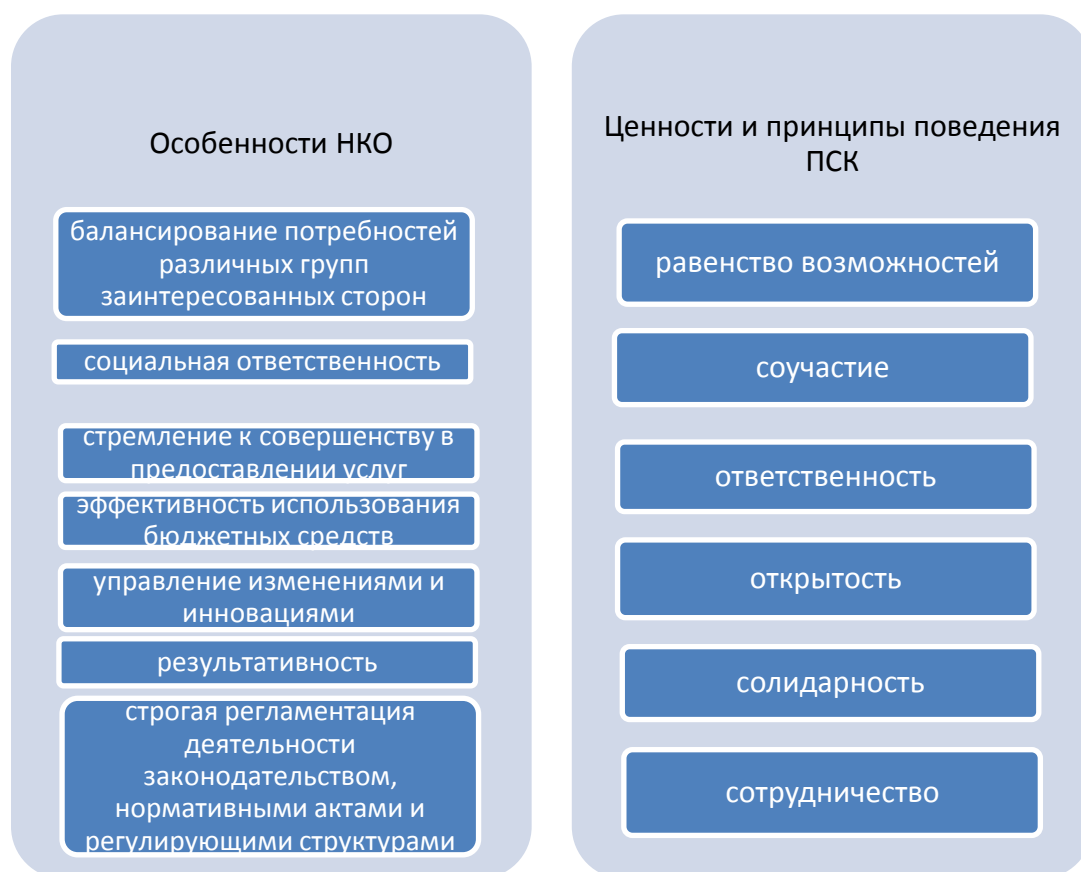 Особенности НКО
балансирование потребностей
различных групп
заинтересованных сторон
социальная ответственность
стремление к совершенству в
предоставлении услуг
эффективность использования
бюджетных средств
управление изменениями и
инновациями
результативность
строгая регламентация
деятельности
законодательством,
нормативными актами и
регулирующими структурами
Ценности и принципы поведения
ПСК
равенство возможностей
соучастие
ответственность
открытость
солидарность
сотрудничество